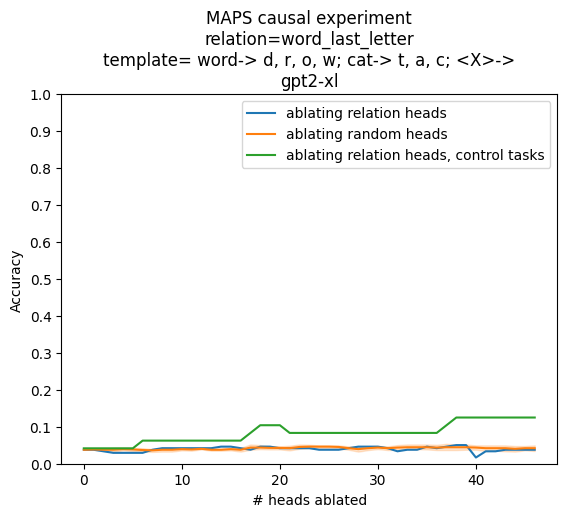 MAPS causal experiment
relation=word_last_letter
template= word-> d, r, o, w; cat-> t, a, c; <X>->
gpt2-xl
ablating relation heads
ablating random heads
ablating relation heads, control tasks
1.0
0.9
0.8
0.7
0.6
0.5
0.4
0.3
0.2
0.1
0.0
Accuracy
0 10 20 30 40
# heads ablated